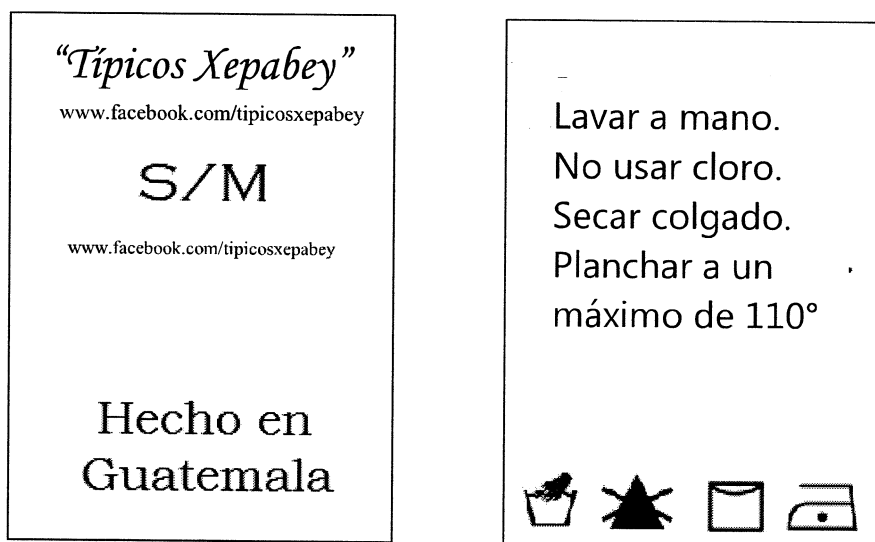 “Típicos Xepabey”
www.facebook.com/tipicosxepabey
S/M
www.facebook.com/tipicosxepabey
Hecho en
Guatemala
Lavar a mano.
No usar cloro.
Secar colgado.
Planchar a un
máximo de 110°